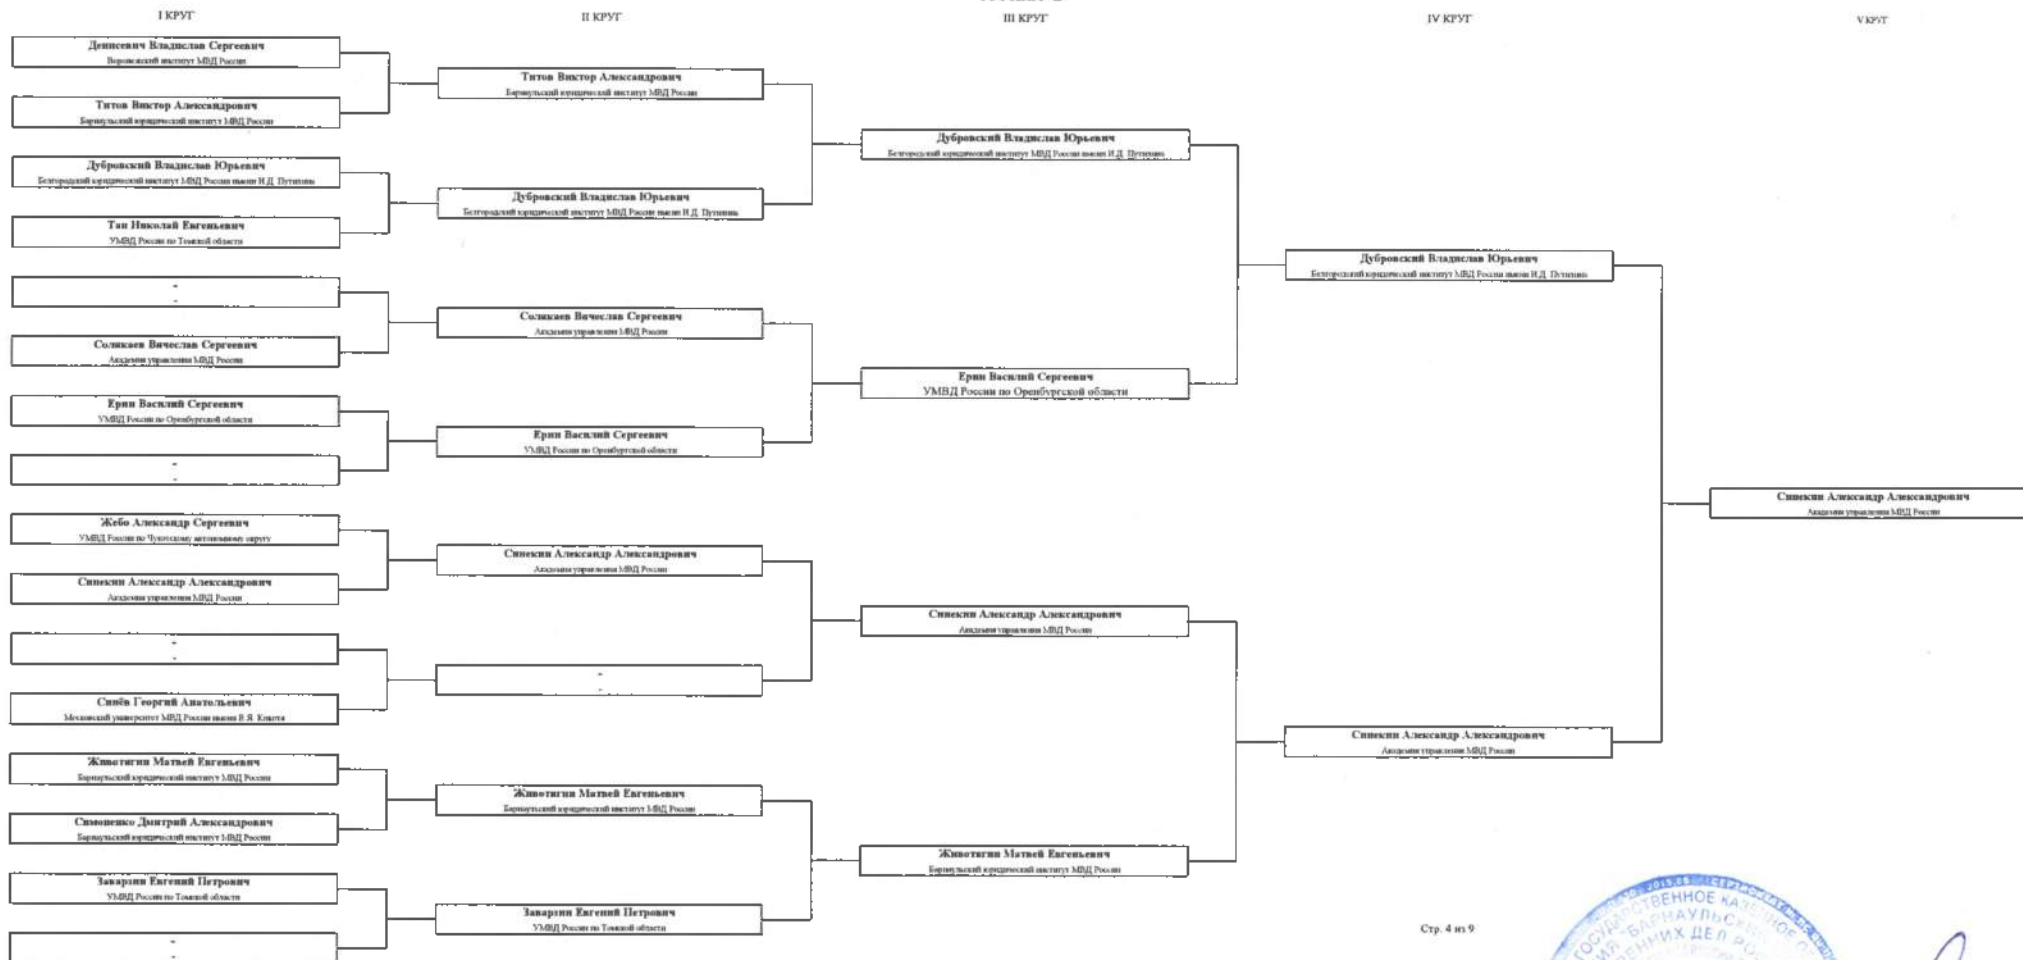 I КРУГ
II КРУГ
III КРУГ
IV КРУГ
V КРУГ
Денисевич Владислав Сергеевич
Воронежский институт МВД России
Титов Виктор Александрович
Барнаульский юридический институт МВД России
Дубровский Владислав Юрьевич
Белгородский юридический институт МВД России имени И.Д. Путилина
Тан Николай Евгеньевич
УМВД России по Томской области
-
-
Солякаев Вячеслав Сергеевич
Академия управления МВД России
Ерин Василий Сергеевич
УМВД России по Оренбургской области
-
-
Жебо Александр Сергеевич
УМВД России по Чукотскому автономному округу
Синекин Александр Александрович
Академия управления МВД России
-
-
Синёв Георгий Анатольевич
Московский университет МВД России имени В.Я. Кикотя
Животягин Матвей Евгеньевич
Барнаульский юридический институт МВД России
Симоненко Дмитрий Александрович
Барнаульский юридический институт МВД России
Заварзин Евгений Петрович
УМВД России по Томской области
-
-
Титов Виктор Александрович
Барнаульский юридический институт МВД России
Дубровский Владислав Юрьевич
Белгородский юридический институт МВД России имени И.Д. Путилина
Солякаев Вячеслав Сергеевич
Академия управления МВД России
Ерин Василий Сергеевич
УМВД России по Оренбургской области
Синекин Александр Александрович
Академия управления МВД России
-
-
Животягин Матвей Евгеньевич
Барнаульский юридический институт МВД России
Заварзин Евгений Петрович
УМВД России по Томской области
Дубровский Владислав Юрьевич
Белгородский юридический институт МВД России имени И.Д. Путилина
Ерин Василий Сергеевич
УМВД России по Оренбургской области
Синекин Александр Александрович
Академия управления МВД России
Животягин Матвей Евгеньевич
Барнаульский юридический институт МВД России
Дубровский Владислав Юрьевич
Белгородский юридический институт МВД России имени И.Д. Путилина
Синекин Александр Александрович
Академия управления МВД России
Синекин Александр Александрович
Академия управления МВД России
Стр. 4 из 9